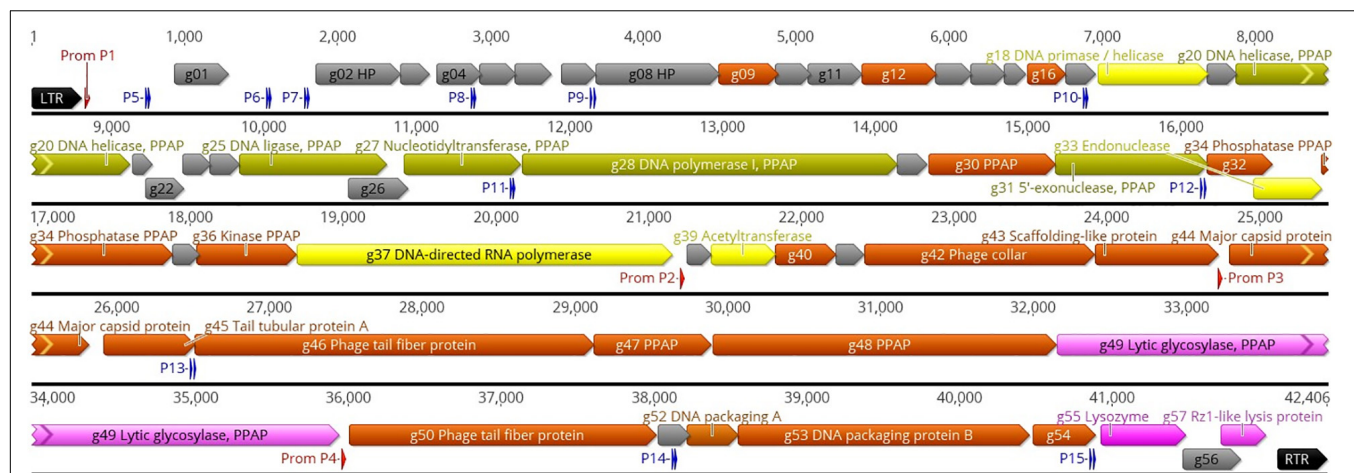 1 1,000 2,000 3,000 4,000 5,000 6,000 7,000 8,000
Prom P1 g18 DNA primase / helicase g20 DNA helicase, PPAP
g01 g02 HP g04 g08 HP g09 g11 g12 g16
LTR P5 P6 P7 P8 P9 P10
9,000 10,000 11,000 12,000 13,000 14,000 15,000 16,000
g20 DNA helicase, PPAP g25 DNA ligase, PPAP g27 Nucleotidyltransferase, PPAP g33 Endonuclease g34 Phosphatase PPAP
g28 DNA polymerase I, PPAP g30 PPAP g32
g22 g26 P11 g31 5'-exonuclease, PPAP P12
17,000 18,000 19,000 20,000 21,000 22,000 23,000 24,000 25,000
g34 Phosphatase PPAP g36 Kinase PPAP g39 Acetyltransferase g43 Scaffolding-like protein g44 Major capsid protein
g37 DNA-directed RNA polymerase g40 g42 Phage collar
Prom P2 Prom P3
26,000 27,000 28,000 29,000 30,000 31,000 32,000 33,000
g44 Major capsid protein g45 Tail tubular protein A
g46 Phage tail fiber protein g47 PPAP g48 PPAP g49 Lytic glycosylase, PPAP
P13
34,000 35,000 36,000 37,000 38,000 39,000 40,000 41,000 42,406
g52 DNA packaging A g55 Lysozyme g57 Rz1-like lysis protein
g49 Lytic glycosylase, PPAP g50 Phage tail fiber protein g53 DNA packaging protein B g54
Prom P4 P14 P15 g56 RTR